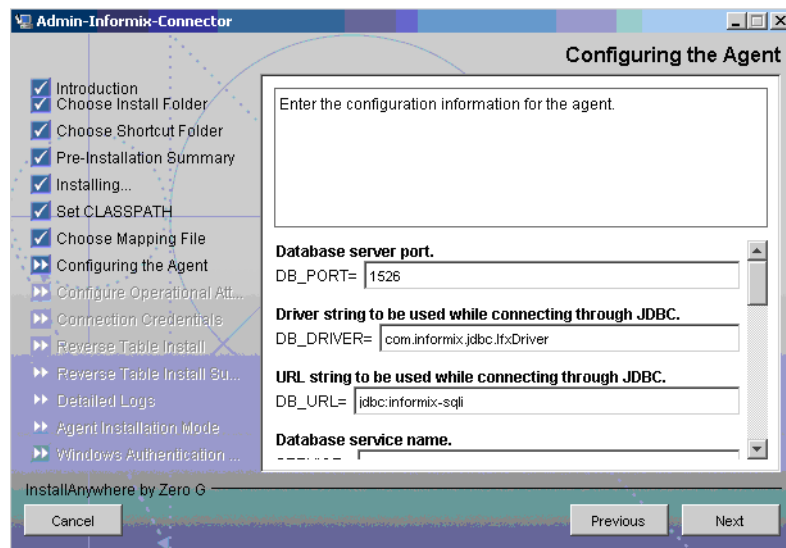 Admin-Informix-Connector
Configuring the Agent
Introduction
Choose Install Folder
Choose Shortcut Folder
Pre-Installation Summary
Installing...
Set CLASSPATH
Choose Mapping File
Configuring the Agent
Configure Operational Att...
Connection Credentials
Reverse Table Install
Reverse Table Install Su...
Detailed Logs
Agent Installation Mode
Windows Authentication ...
Enter the configuration information for the agent.
Database server port.
DB_PORT= 1526
Driver string to be used while connecting through JDBC.
DB_DRIVER= com.informix.jdbc.IfxDriver
URL string to be used while connecting through JDBC.
DB_URL= jdbc:informix-sqli
Database service name.
InstallAnywhere by Zero G
Cancel
Previous
Next